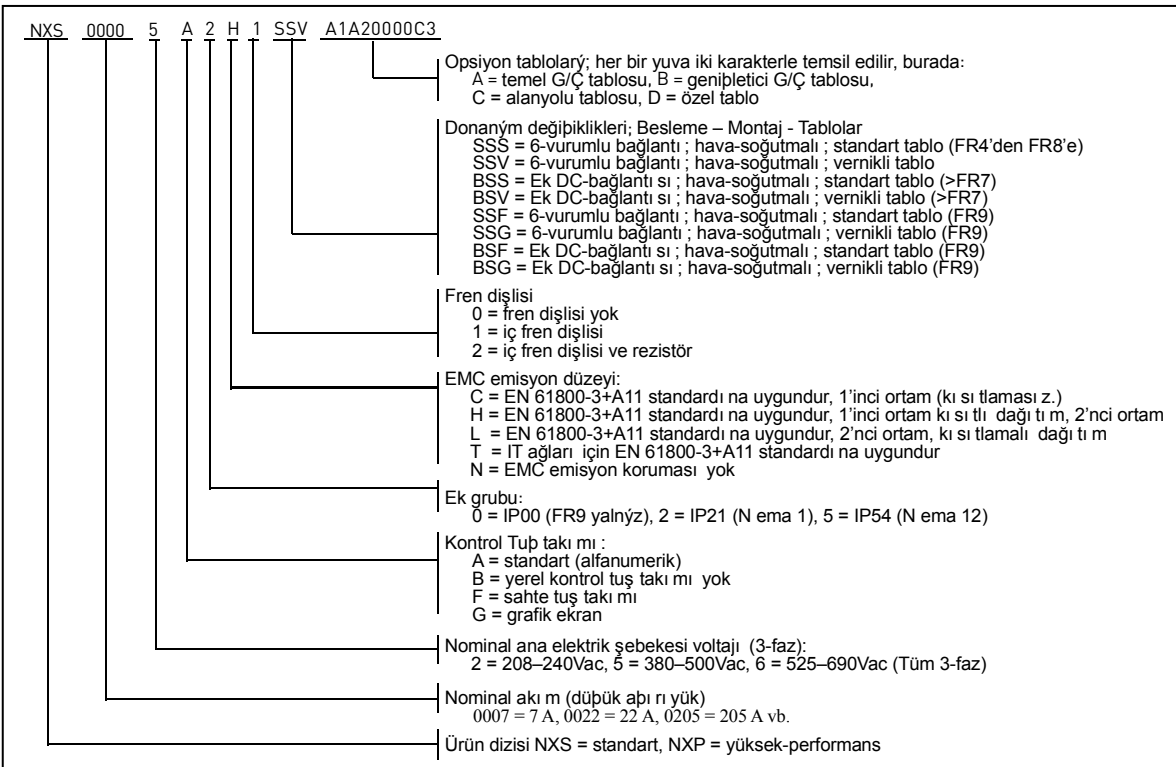 NXS 0000 5 A 2 H 1 SSV A1A20000C3
Opsiyon tablolarý; her bir yuva iki karakterle temsil edilir, burada:
A = temel G/Ç tablosu, B = geniþletici G/Ç tablosu,
C = alanyolu tablosu, D = özel tablo
Donaným değiþiklikleri; Besleme – Montaj - Tablolar
SSS = 6-vurumlu bağlantı ; hava-soğutmalı ; standart tablo (FR4'den FR8'e)
SSV = 6-vurumlu bağlantı ; hava-soğutmalı ; vernikli tablo
BSS = Ek DC-bağlantı sı ; hava-soğutmalı ; standart tablo (>FR7)
BSV = Ek DC-bağlantı sı ; hava-soğutmalı ; vernikli tablo (>FR7)
SSF = 6-vurumlu bağlantı ; hava-soğutmalı ; standart tablo (FR9)
SSG = 6-vurumlu bağlantı ; hava-soğutmalı ; vernikli tablo (FR9)
BSF = Ek DC-bağlantı sı ; hava-soğutmalı ; standart tablo (FR9)
BSG = Ek DC-bağlantı sı ; hava-soğutmalı ; vernikli tablo (FR9)
Fren dişlisi
0 = fren dişlisi yok
1 = iç fren dişlisi
2 = iç fren dişlisi ve rezistör
EMC emisyon düzeyi:
C = EN 61800-3+A11 standardı na uygundur, 1'inci ortam (kı sı tlaması z.)
H = EN 61800-3+A11 standardı na uygundur, 1'inci ortam kı sı tlı dağı tı m, 2'nci ortam
L = EN 61800-3+A11 standardı na uygundur, 2'nci ortam, kı sı tlamalı dağı tı m
T = IT ağları için EN 61800-3+A11 standardı na uygundur
N = EMC emisyon koruması yok
Ek grubu:
0 = IP00 (FR9 yalnýz), 2 = IP21 (N ema 1), 5 = IP54 (N ema 12)
Kontrol Tuþ takı mı :
A = standart (alfanumerik)
B = yerel kontrol tuş takı mı yok
F = sahte tuş takı mı
G = grafik ekran
Nominal ana elektrik şebekesi voltajı (3-faz):
2 = 208–240Vac, 5 = 380–500Vac, 6 = 525–690Vac (Tüm 3-faz)
Nominal akı m (düþük aþı rı yük)
0007 = 7 A, 0022 = 22 A, 0205 = 205 A vb.
Ürün dizisi NXS = standart, NXP = yüksek-performans